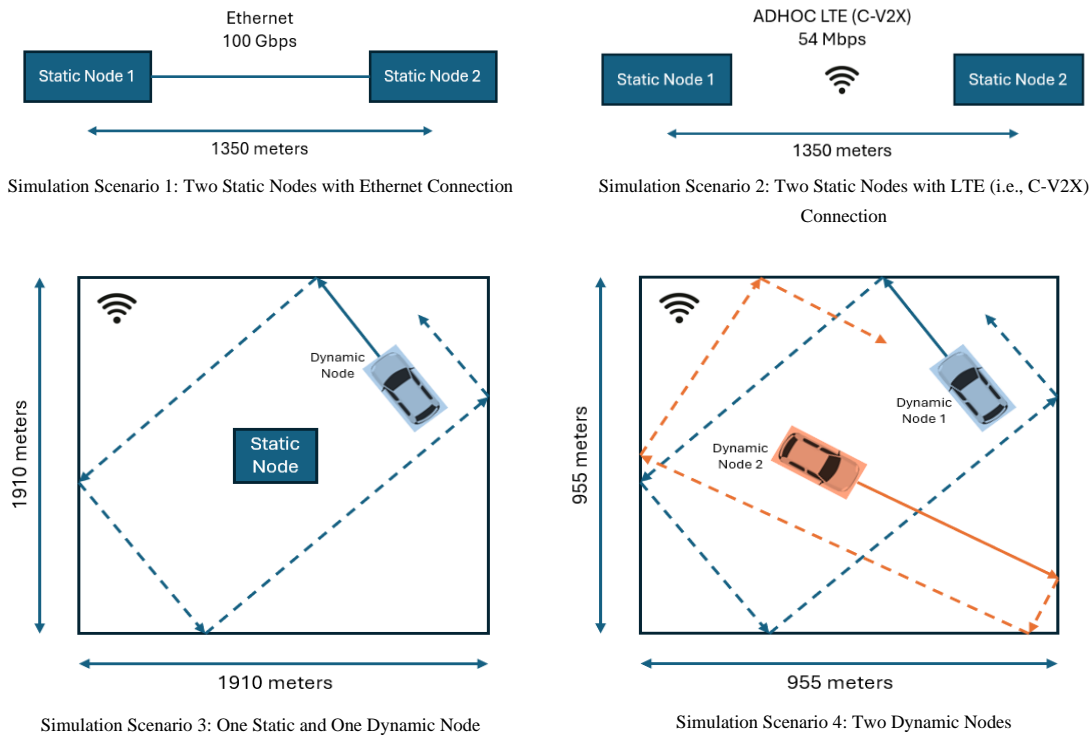 Ethernet
100 Gbps
Static Node 1
Static Node 2
1350 meters
Simulation Scenario 1: Two Static Nodes with Ethernet Connection
ADHOC LTE (C-V2X)
54 Mbps
Static Node 1
Static Node 2
1350 meters
Simulation Scenario 2: Two Static Nodes with LTE (i.e., C-V2X)
Connection
1910 meters
Dynamic
Node
Static
Node
1910 meters
Simulation Scenario 3: One Static and One Dynamic Node
955 meters
Dynamic
Node 1
Dynamic
Node 2
955 meters
Simulation Scenario 4: Two Dynamic Nodes